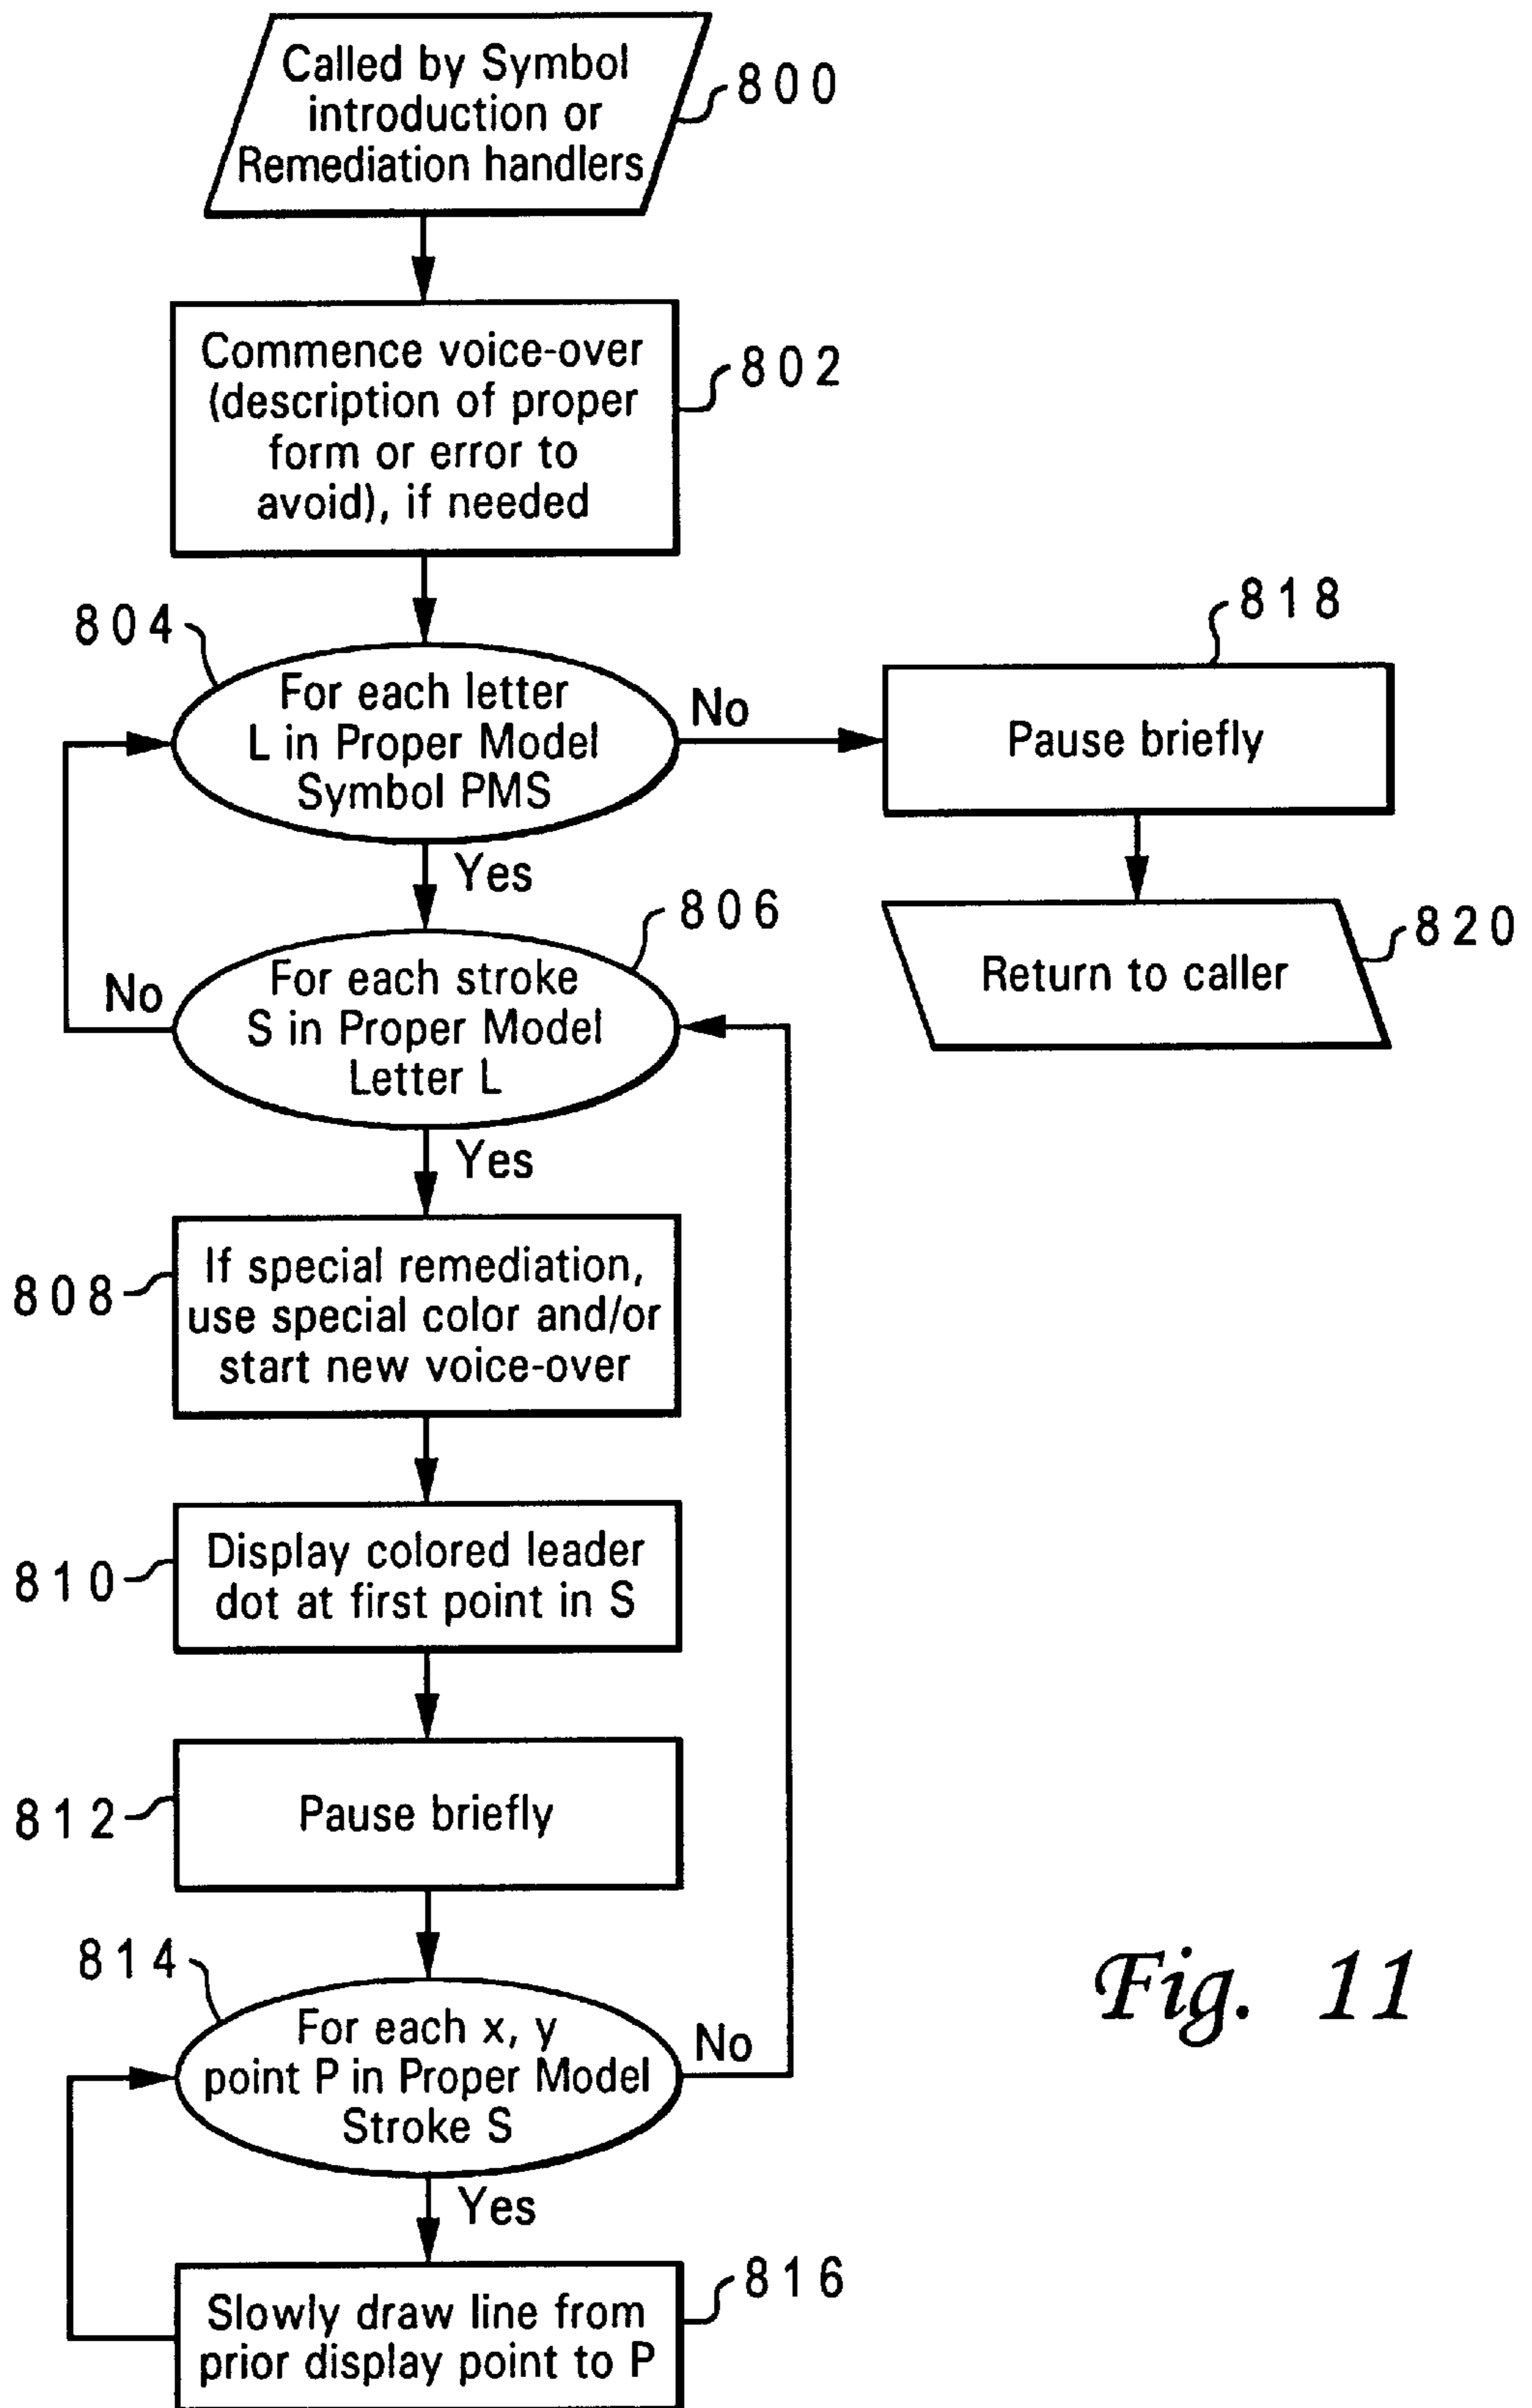 Called by Symbol
introduction or
Remediation handlers
800
Commence voice-over
(description of proper
form or error to
avoid), if needed
802
804
For each letter
L in Proper Model
Symbol PMS
No
818
Pause briefly
Yes
806
820
Return to caller
For each stroke
S in Proper Model
Letter L
No
Yes
808
If special remediation,
use special color and/or
start new voice-over
810
Display colored leader
dot at first point in S
812
Pause briefly
814
For each x, y
point P in Proper Model
Stroke S
No
Yes
816
Slowly draw line from
prior display point to P
Fig. 11